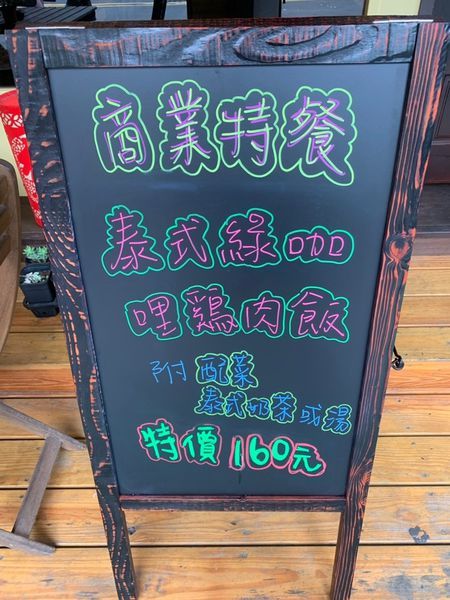 商業特餐
泰式綠咖
哩鷄肉飯
附 配菜
泰式奶茶或湯
特價160元